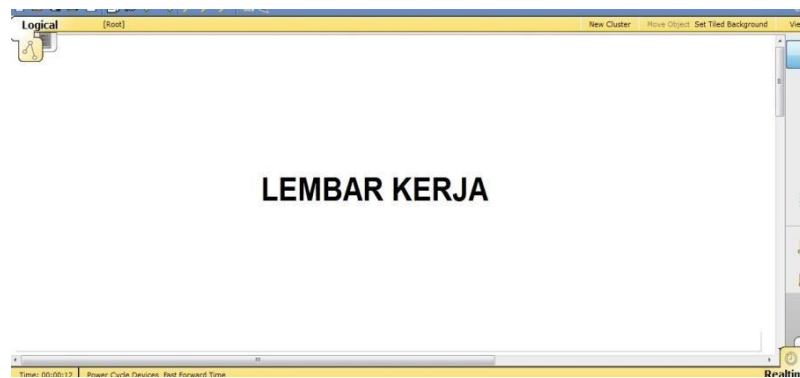 Logical [Root] New Cluster Move Object Set Tiled Background
LEMBAR KERJA
Time: 00:00:12 Power Cycle Devices Fast Forward Time